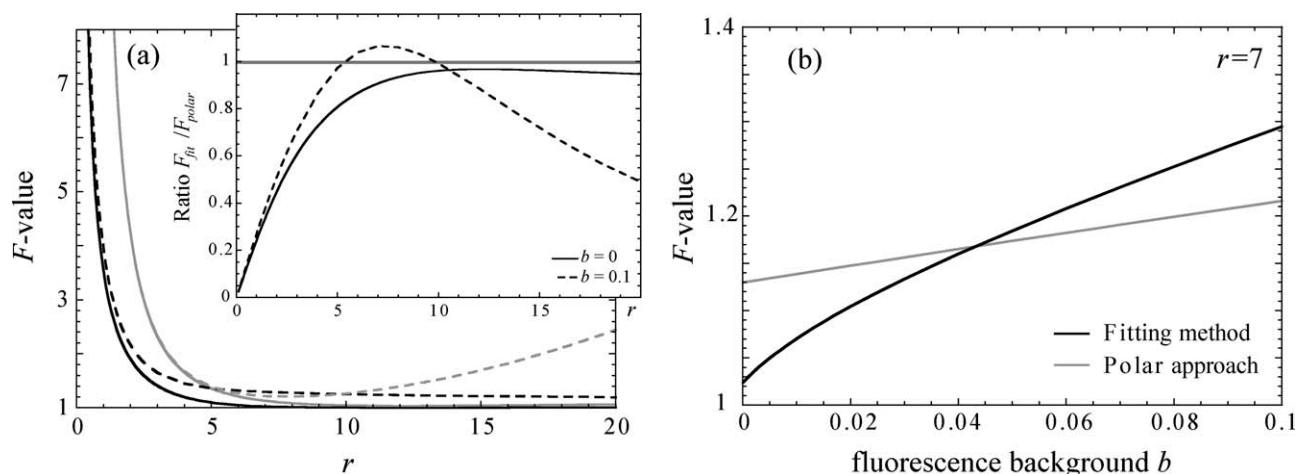 (a)
F-value
7
5
3
1
0
5
10
15
20
r
Ratio F_fit /F_polar
1
0.8
0.6
0.4
0.2
0
0
5
10
15
r
b = 0
b = 0.1
(b)
r=7
F-value
1.4
1.2
1
0
0.02
0.04
0.06
0.08
0.1
fluorescence background b
Fitting method
Polar approach